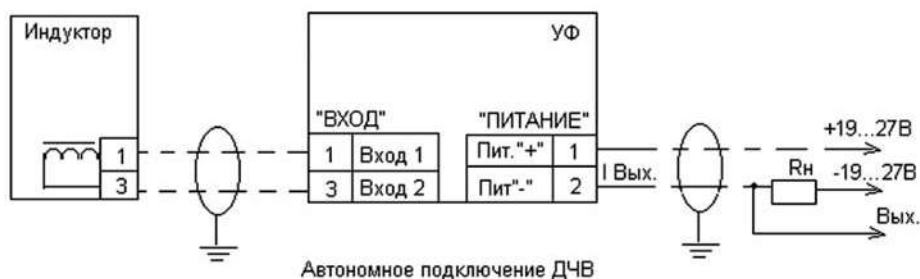 Индуктор
УФ
"ВХОД"
"ПИТАНИЕ"
+19...27В
1
1
Вход 1
Пит."+"
1
I Вых.
Rн
-19...27В
3
3
Вход 2
Пит"-"
2
Вых.
Автономное подключение ДЧВ